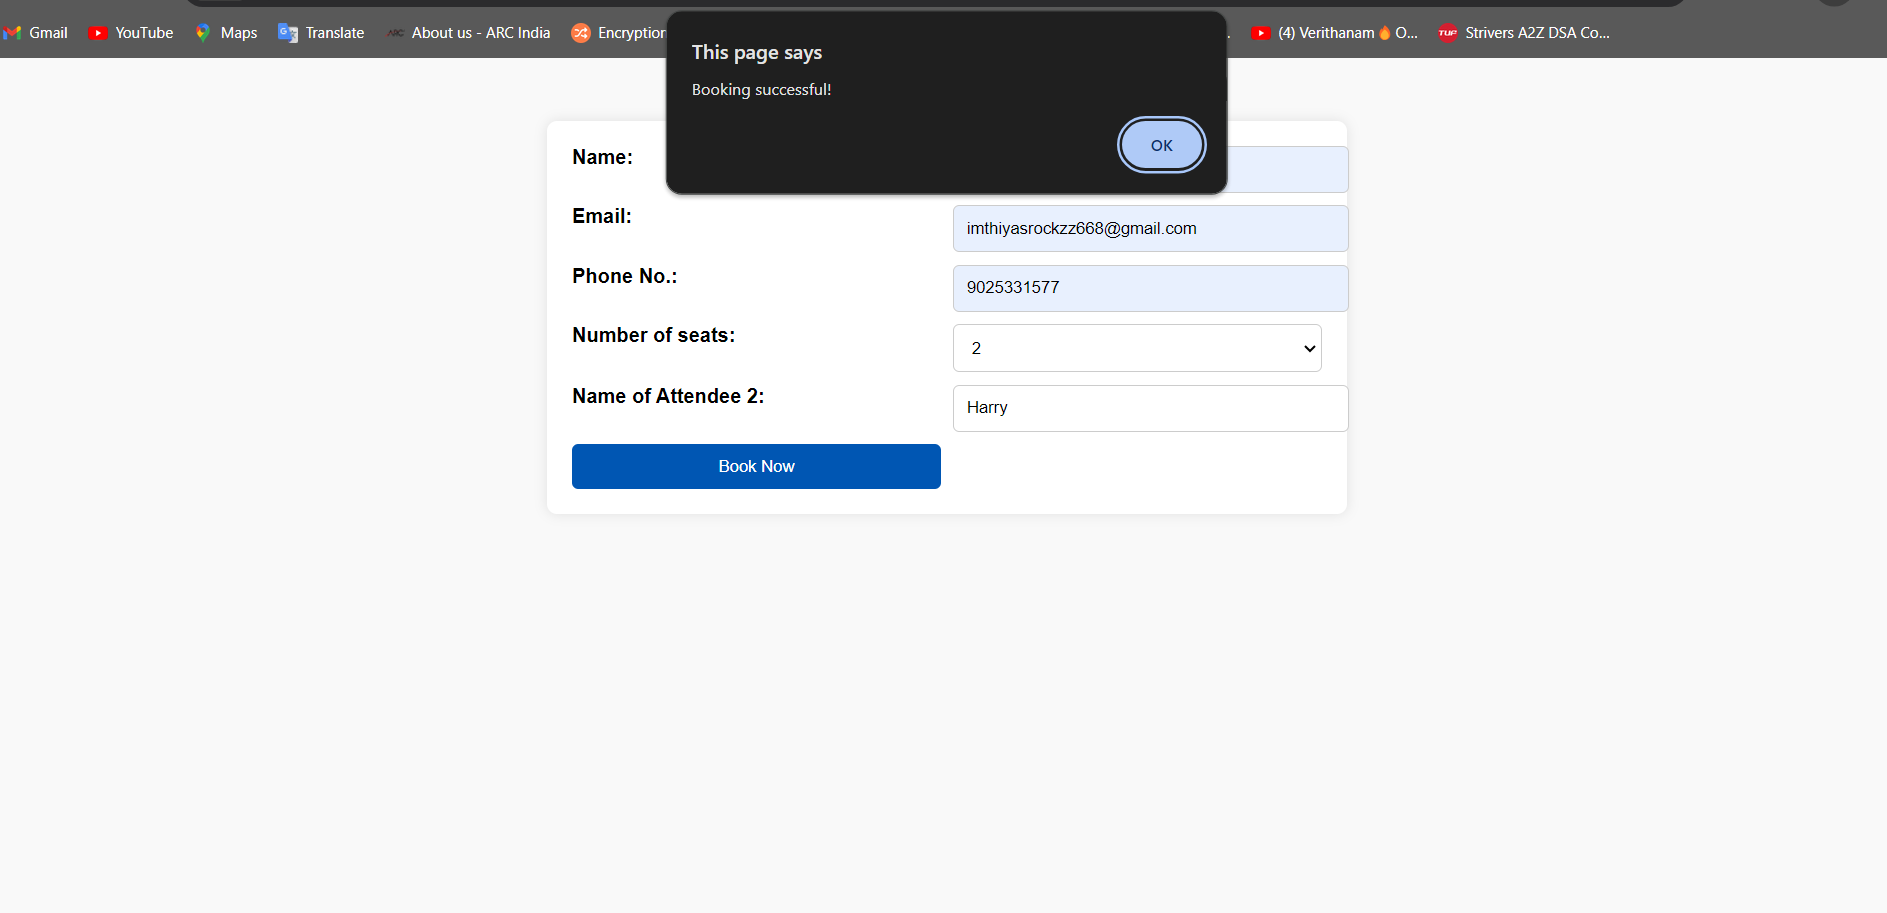 Gmail
YouTube
Maps
Translate
ARC About us - ARC India
Encryption
(4) Verithanam🔥O...
TUF Strivers A2Z DSA Co...
This page says
Booking successful!
OK
Name:
Email:
imthiyasrockzz668@gmail.com
Phone No.:
9025331577
Number of seats:
2
Name of Attendee 2:
Harry
Book Now